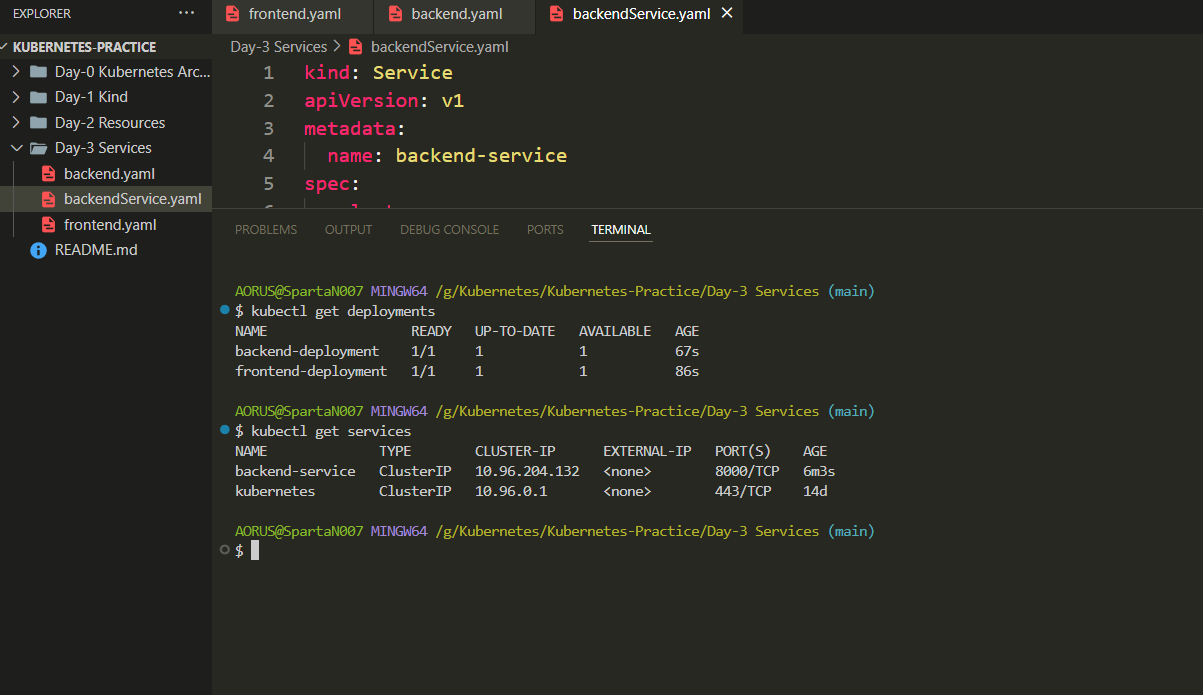 EXPLORER ···
KUBERNETES-PRACTICE
Day-0 Kubernetes Arc...
Day-1 Kind
Day-2 Resources
Day-3 Services
backend.yaml
backendService.yaml
frontend.yaml
README.md
frontend.yaml backend.yaml backendService.yaml
Day-3 Services > backendService.yaml
1 kind: Service
2 apiVersion: v1
3 metadata:
4 name: backend-service
5 spec:
PROBLEMS OUTPUT DEBUG CONSOLE PORTS TERMINAL
AORUS@SpartaN007 MINGW64 /g/Kubernetes/Kubernetes-Practice/Day-3 Services (main)
$ kubectl get deployments
NAME READY UP-TO-DATE AVAILABLE AGE
backend-deployment 1/1 1 1 67s
frontend-deployment 1/1 1 1 86s
AORUS@SpartaN007 MINGW64 /g/Kubernetes/Kubernetes-Practice/Day-3 Services (main)
$ kubectl get services
NAME TYPE CLUSTER-IP EXTERNAL-IP PORT(S) AGE
backend-service ClusterIP 10.96.204.132 <none> 8000/TCP 6m3s
kubernetes ClusterIP 10.96.0.1 <none> 443/TCP 14d
AORUS@SpartaN007 MINGW64 /g/Kubernetes/Kubernetes-Practice/Day-3 Services (main)
$